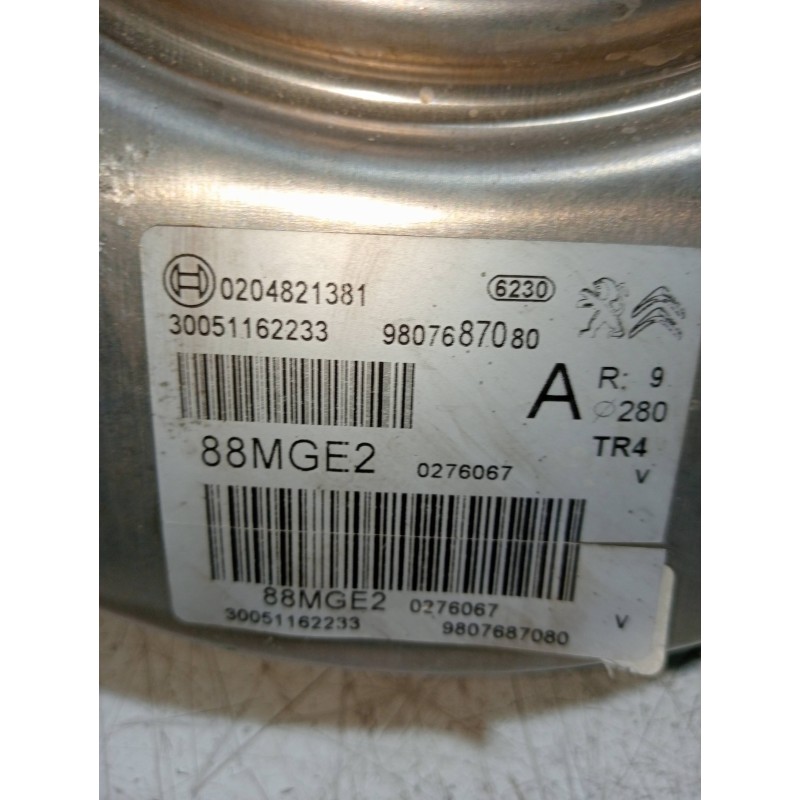 0204821381 6230
30051162233 9807687080
A R: 9
⌀280
TR4
88MGE2 0276067 v
88MGE2 0276067
30051162233 9807687080 v